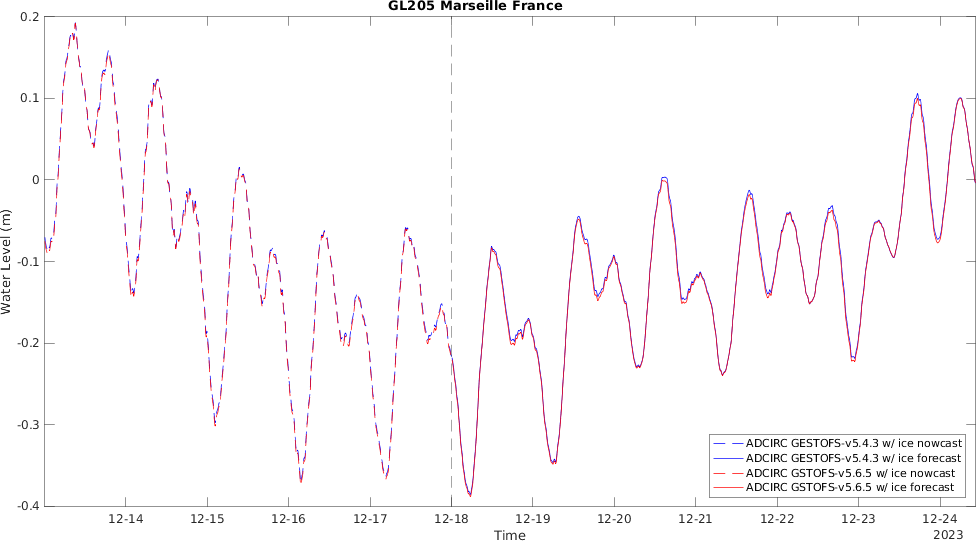 GL205 Marseille France
0.2
0.1
0
-0.1
-0.2
-0.3
-0.4
Water Level (m)
12-14 12-15 12-16 12-17 12-18 12-19 12-20 12-21 12-22 12-23 12-24
Time
2023
ADCIRC GESTOFS-v5.4.3 w/ ice nowcast
ADCIRC GESTOFS-v5.4.3 w/ ice forecast
ADCIRC GSTOFS-v5.6.5 w/ ice nowcast
ADCIRC GSTOFS-v5.6.5 w/ ice forecast